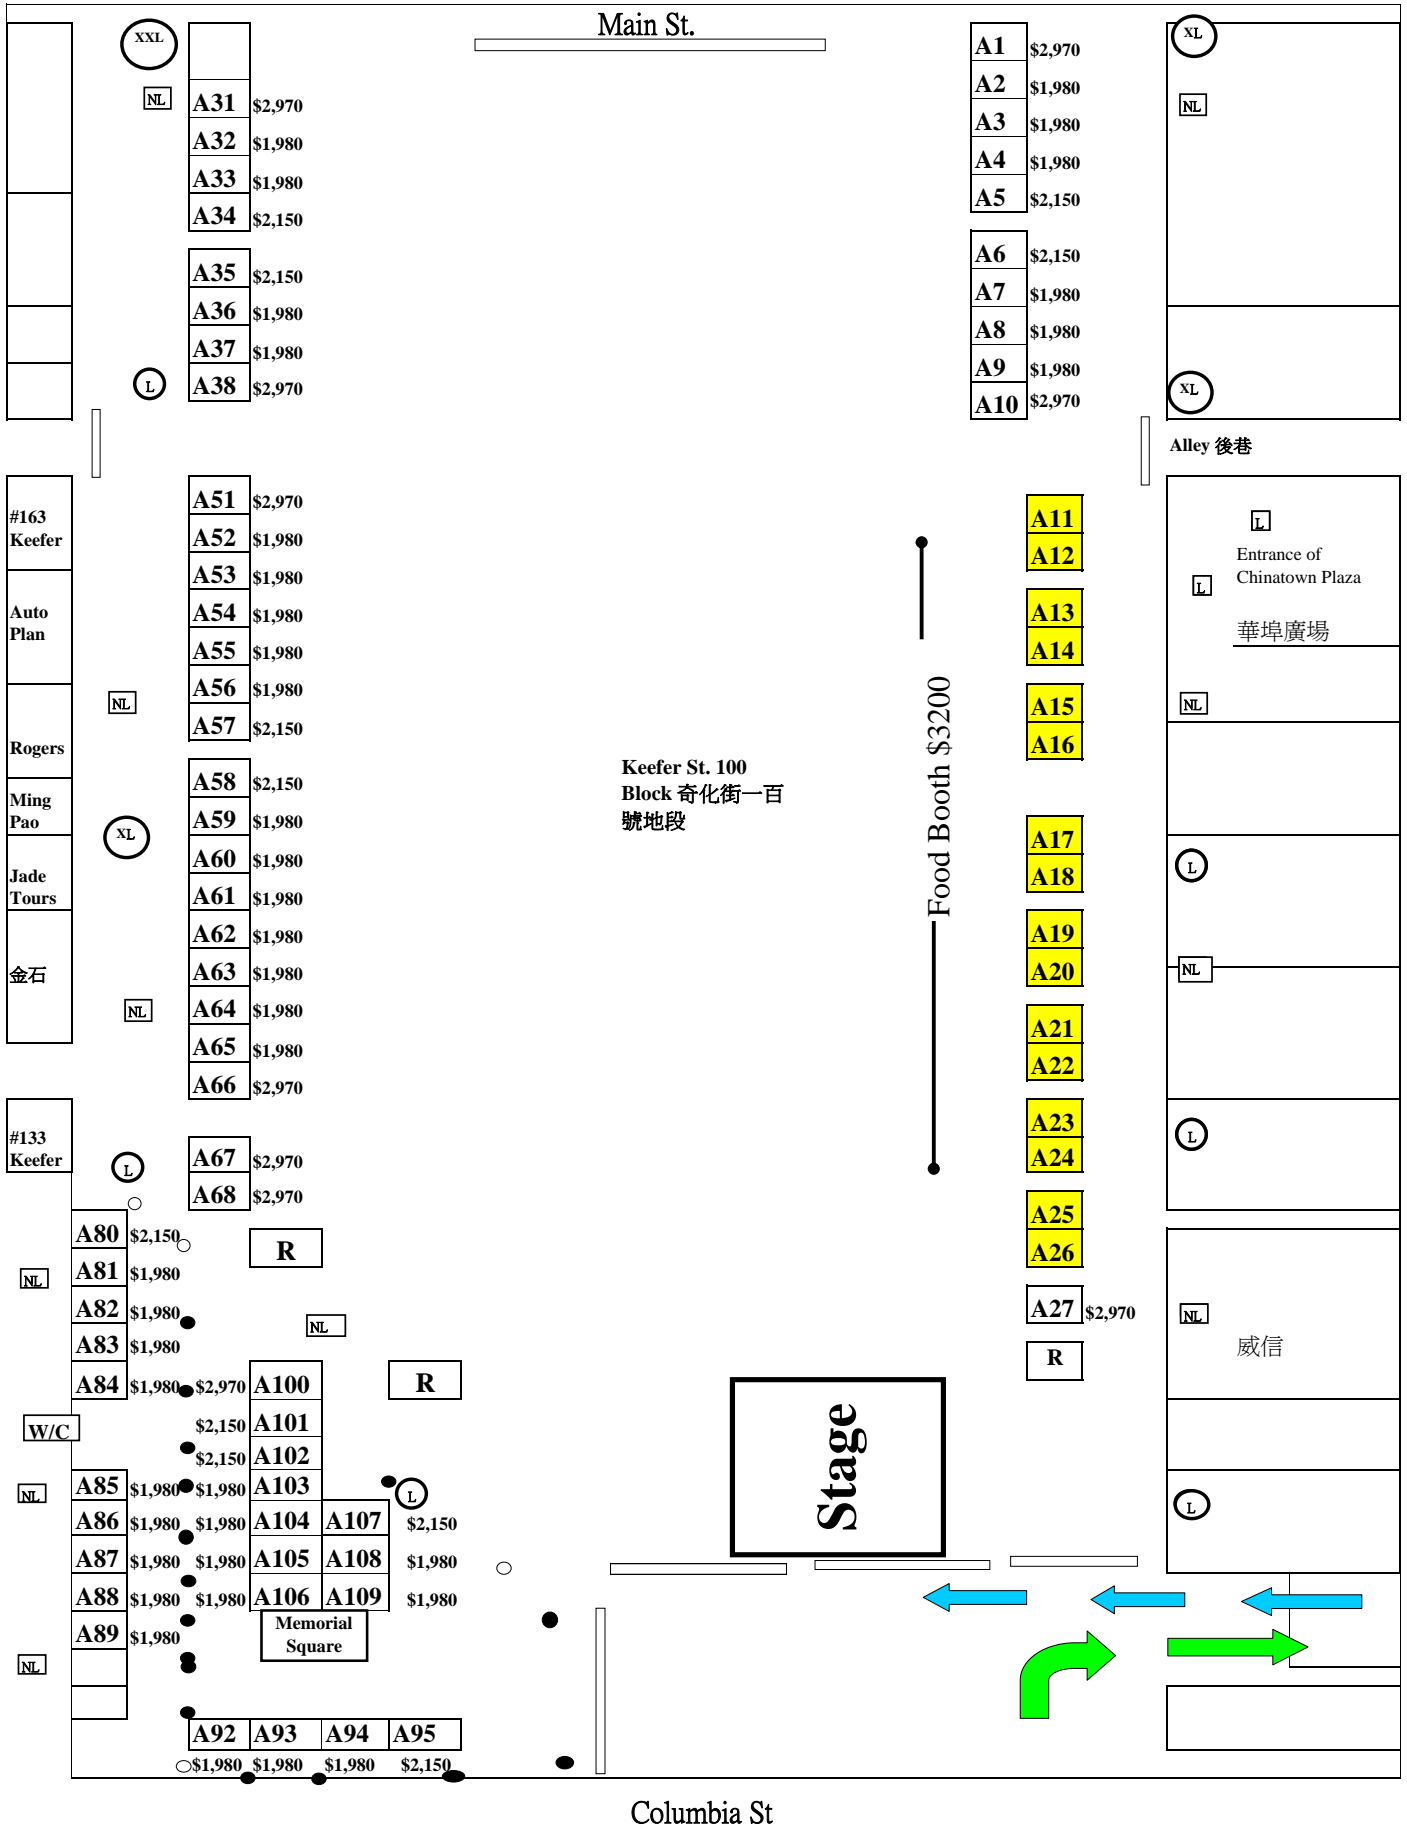 Main St.
XXL
NL
A31 $2,970
A32 $1,980
A33 $1,980
A34 $2,150
A35 $2,150
A36 $1,980
A37 $1,980
L
A38 $2,970
A1 $2,970
A2 $1,980
A3 $1,980
A4 $1,980
A5 $2,150
A6 $2,150
A7 $1,980
A8 $1,980
A9 $1,980
A10 $2,970
XL
NL
XL
Alley 後巷
#163
Keefer
Auto
Plan
Rogers
Ming
Pao
Jade
Tours
金石
#133
Keefer
NL
XL
NL
L
A51 $2,970
A52 $1,980
A53 $1,980
A54 $1,980
A55 $1,980
A56 $1,980
A57 $2,150
A58 $2,150
A59 $1,980
A60 $1,980
A61 $1,980
A62 $1,980
A63 $1,980
A64 $1,980
A65 $1,980
A66 $2,970
A67 $2,970
A68 $2,970
Keefer St. 100
Block 奇化街一百
號地段
Food Booth $3200
A11
A12
A13
A14
A15
A16
A17
A18
A19
A20
A21
A22
A23
A24
A25
A26
A27 $2,970
R
L
Entrance of
Chinatown Plaza
L
華埠廣場
NL
L
NL
L
NL
威信
L
A80 $2,150
A81 $1,980
A82 $1,980
A83 $1,980
A84 $1,980
NL
W/C
NL
A85 $1,980
A86 $1,980
A87 $1,980
A88 $1,980
A89 $1,980
NL
R
NL
R
$2,970 A100
$2,150 A101
$2,150 A102
$1,980 A103
L
$1,980 A104 A107 $2,150
$1,980 A105 A108 $1,980
$1,980 A106 A109 $1,980
Memorial
Square
Stage
A92 A93 A94 A95
$1,980 $1,980 $1,980 $2,150
Columbia St